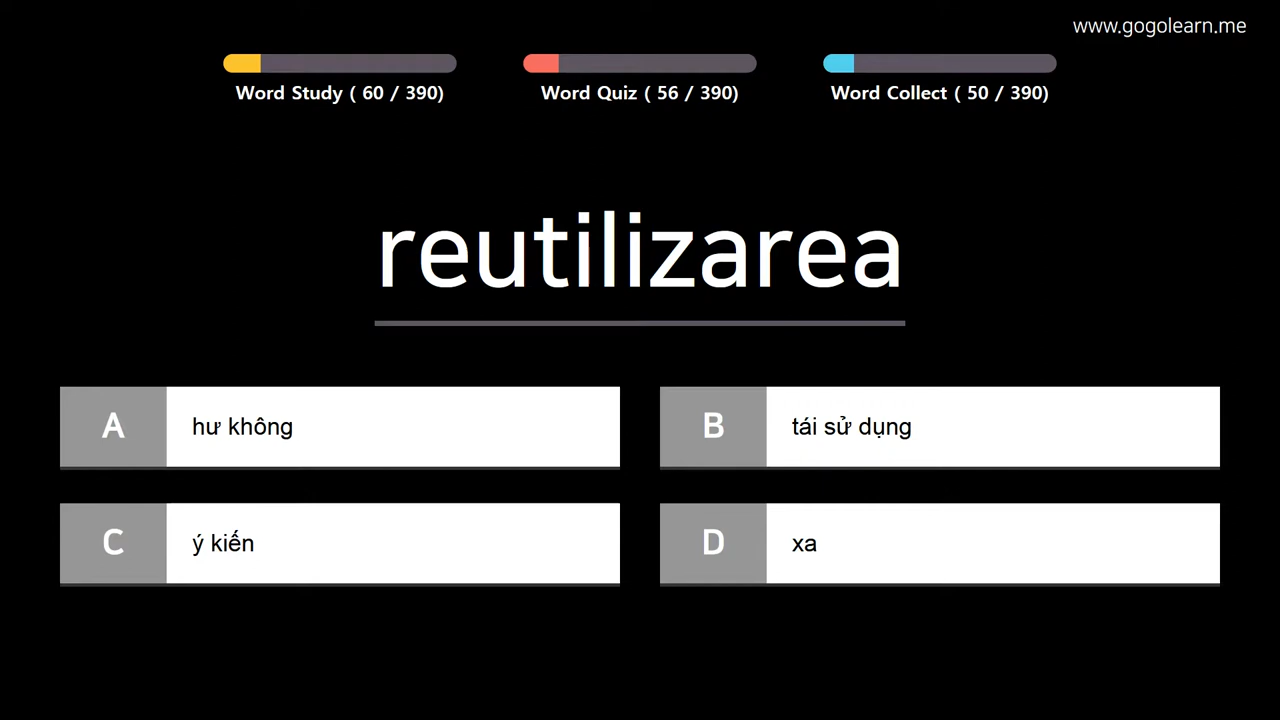 www.gogolearn.me
Word Study ( 60 / 390)
Word Quiz ( 56 / 390)
Word Collect ( 50 / 390)
reutilizarea
A hư không
B tái sử dụng
C ý kiến
D xa